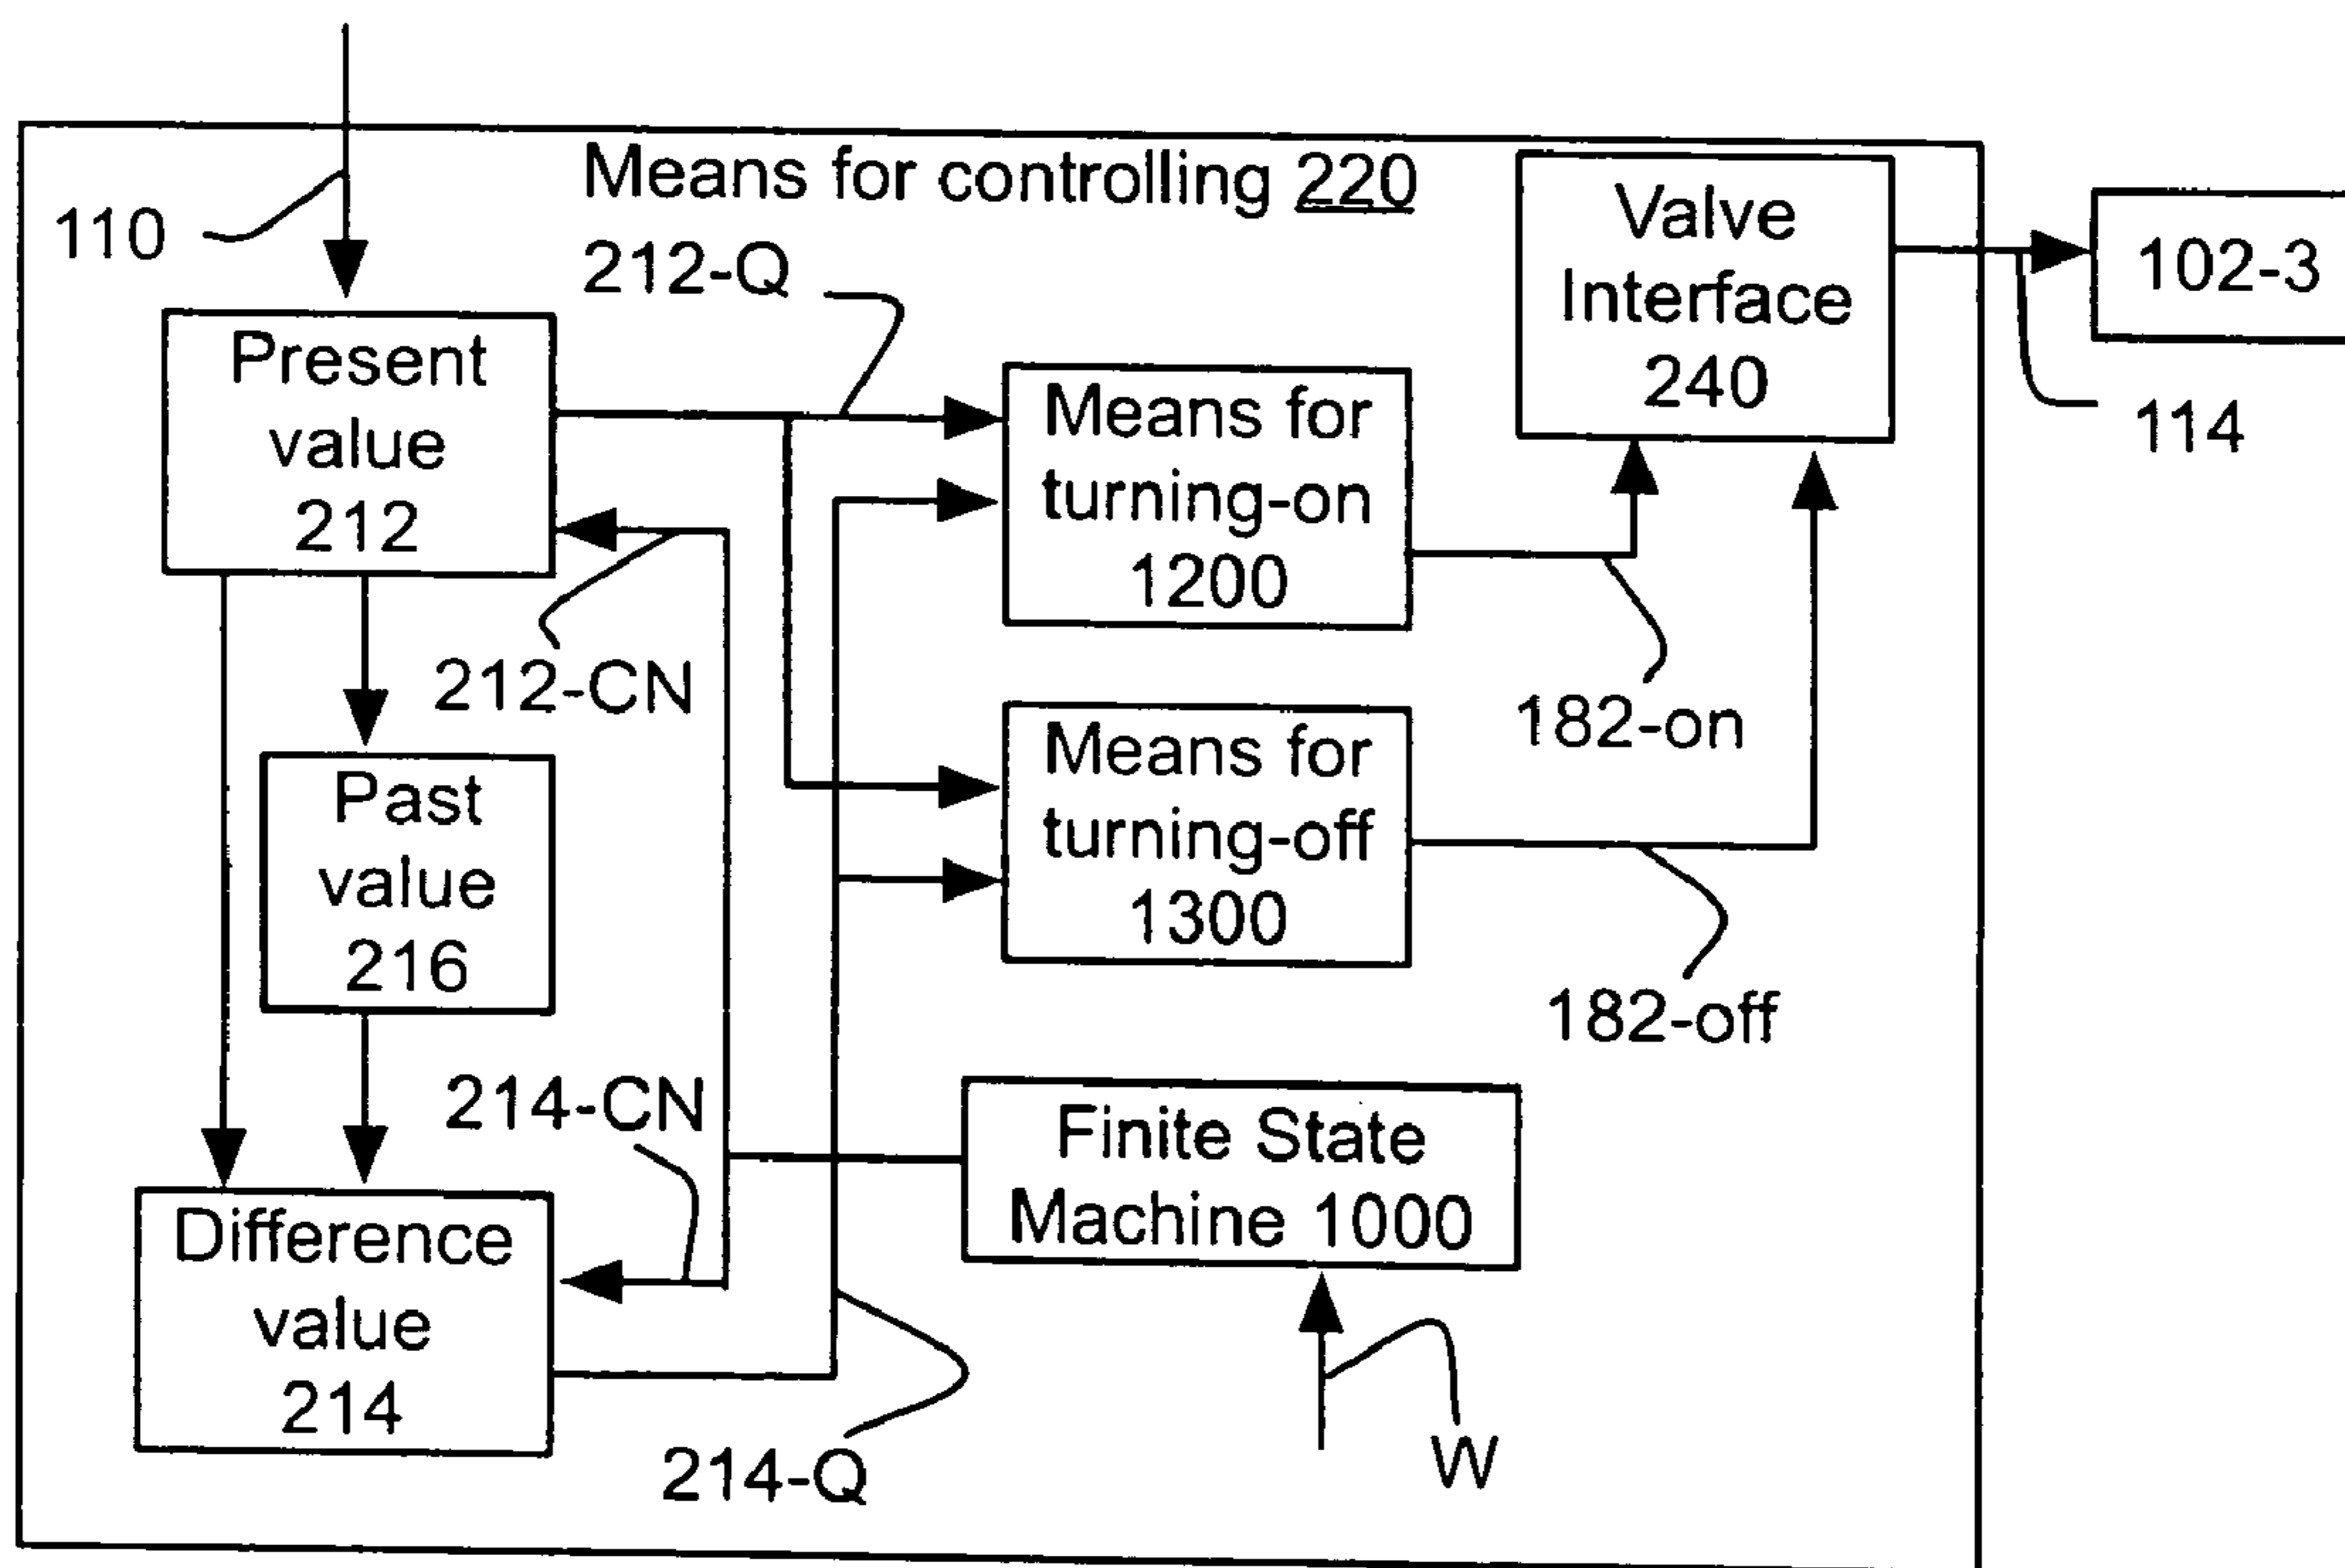 Means for controlling 220
110
212-Q
Valve
Interface
240
102-3
114
Present
value
212
Means for
turning-on
1200
212-CN
182-on
Past
value
216
Means for
turning-off
1300
182-off
214-CN
Finite State
Machine 1000
Difference
value
214
214-Q
W